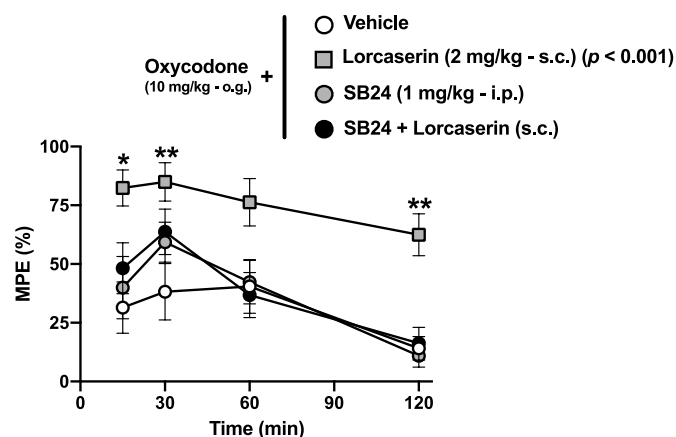 Vehicle
Lorcaserin (2 mg/kg - s.c.) (p < 0.001)
Oxycodone +
(10 mg/kg - o.g.)
SB24 (1 mg/kg - i.p.)
SB24 + Lorcaserin (s.c.)
100
* ** **
75
50
25
0
MPE (%)
0 30 60 90 120
Time (min)